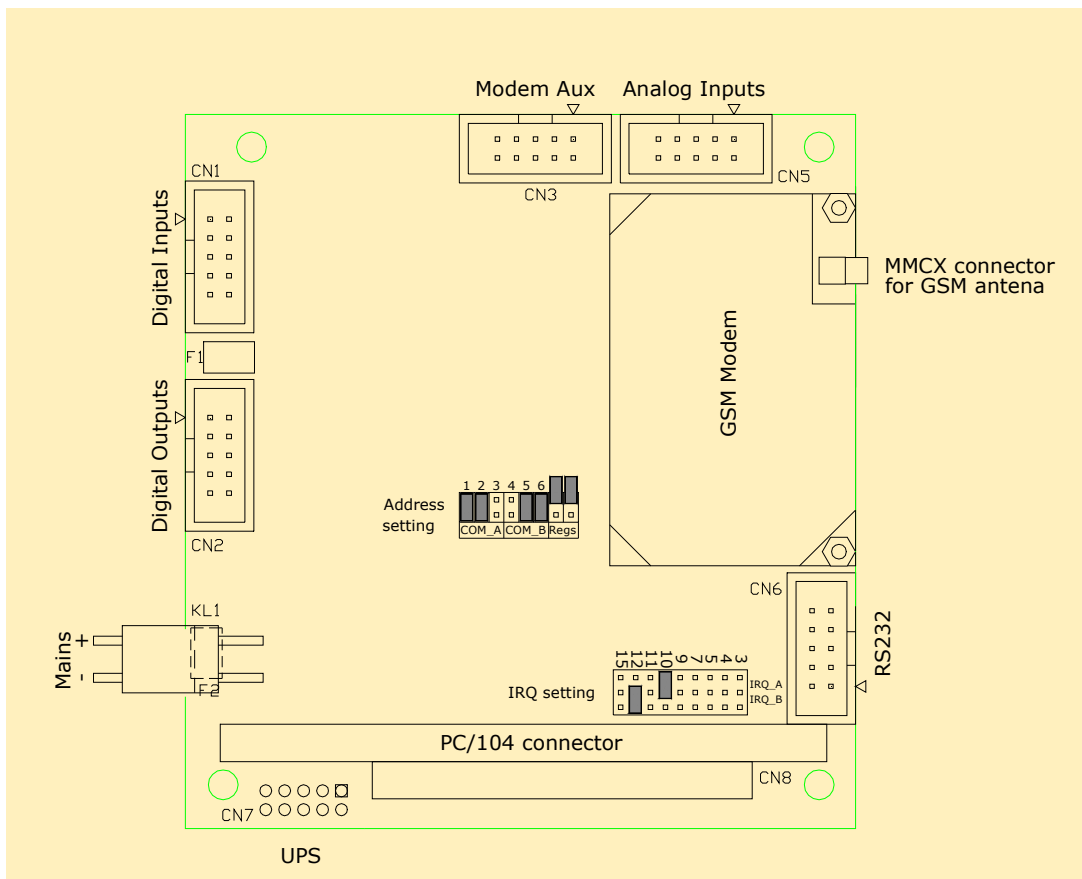 Modem Aux
Analog Inputs
CN1
CN3
CN5
Digital Inputs
MMCX connector
for GSM antena
F1
GSM Modem
Digital Outputs
1 2 3 4 5 6
Address
setting
COM_A COM_B Regs
CN2
CN6
KL1
Mains
+
-
F2
RS232
15 12 11 10 9 7 5 4 3
IRQ setting
IRQ_A
IRQ_B
PC/104 connector
CN8
CN7
UPS